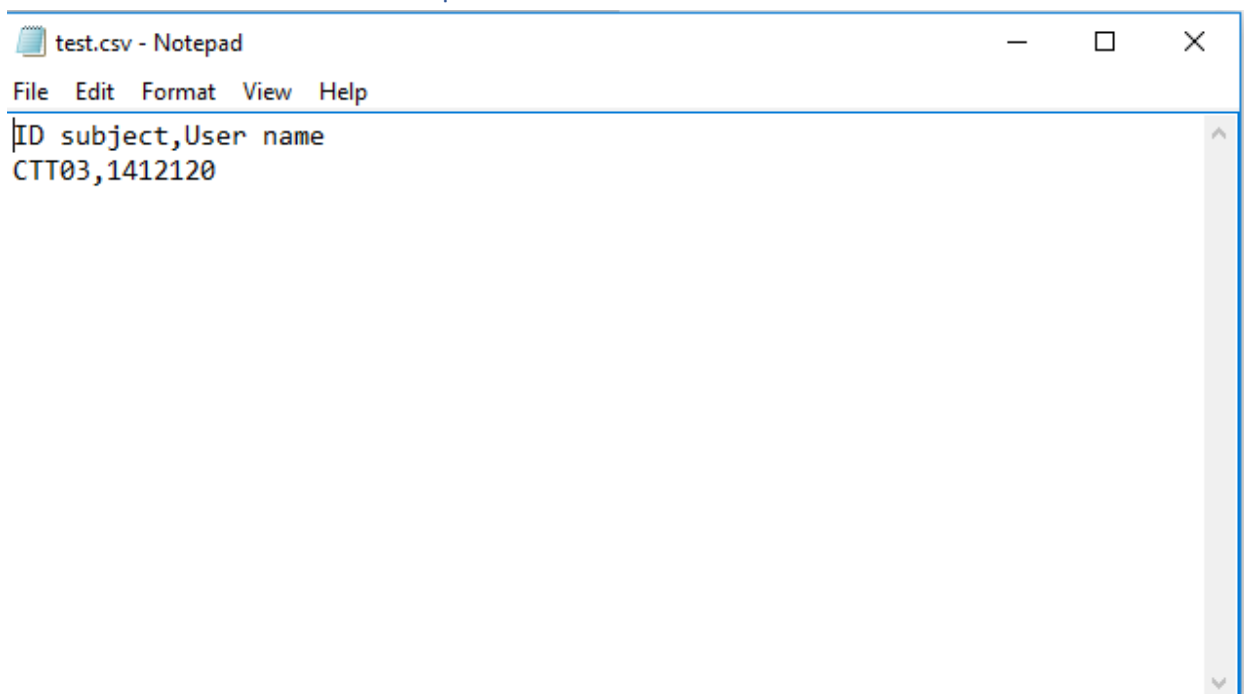 test.csv - Notepad
File Edit Format View Help
ID subject,User name
CTT03,1412120